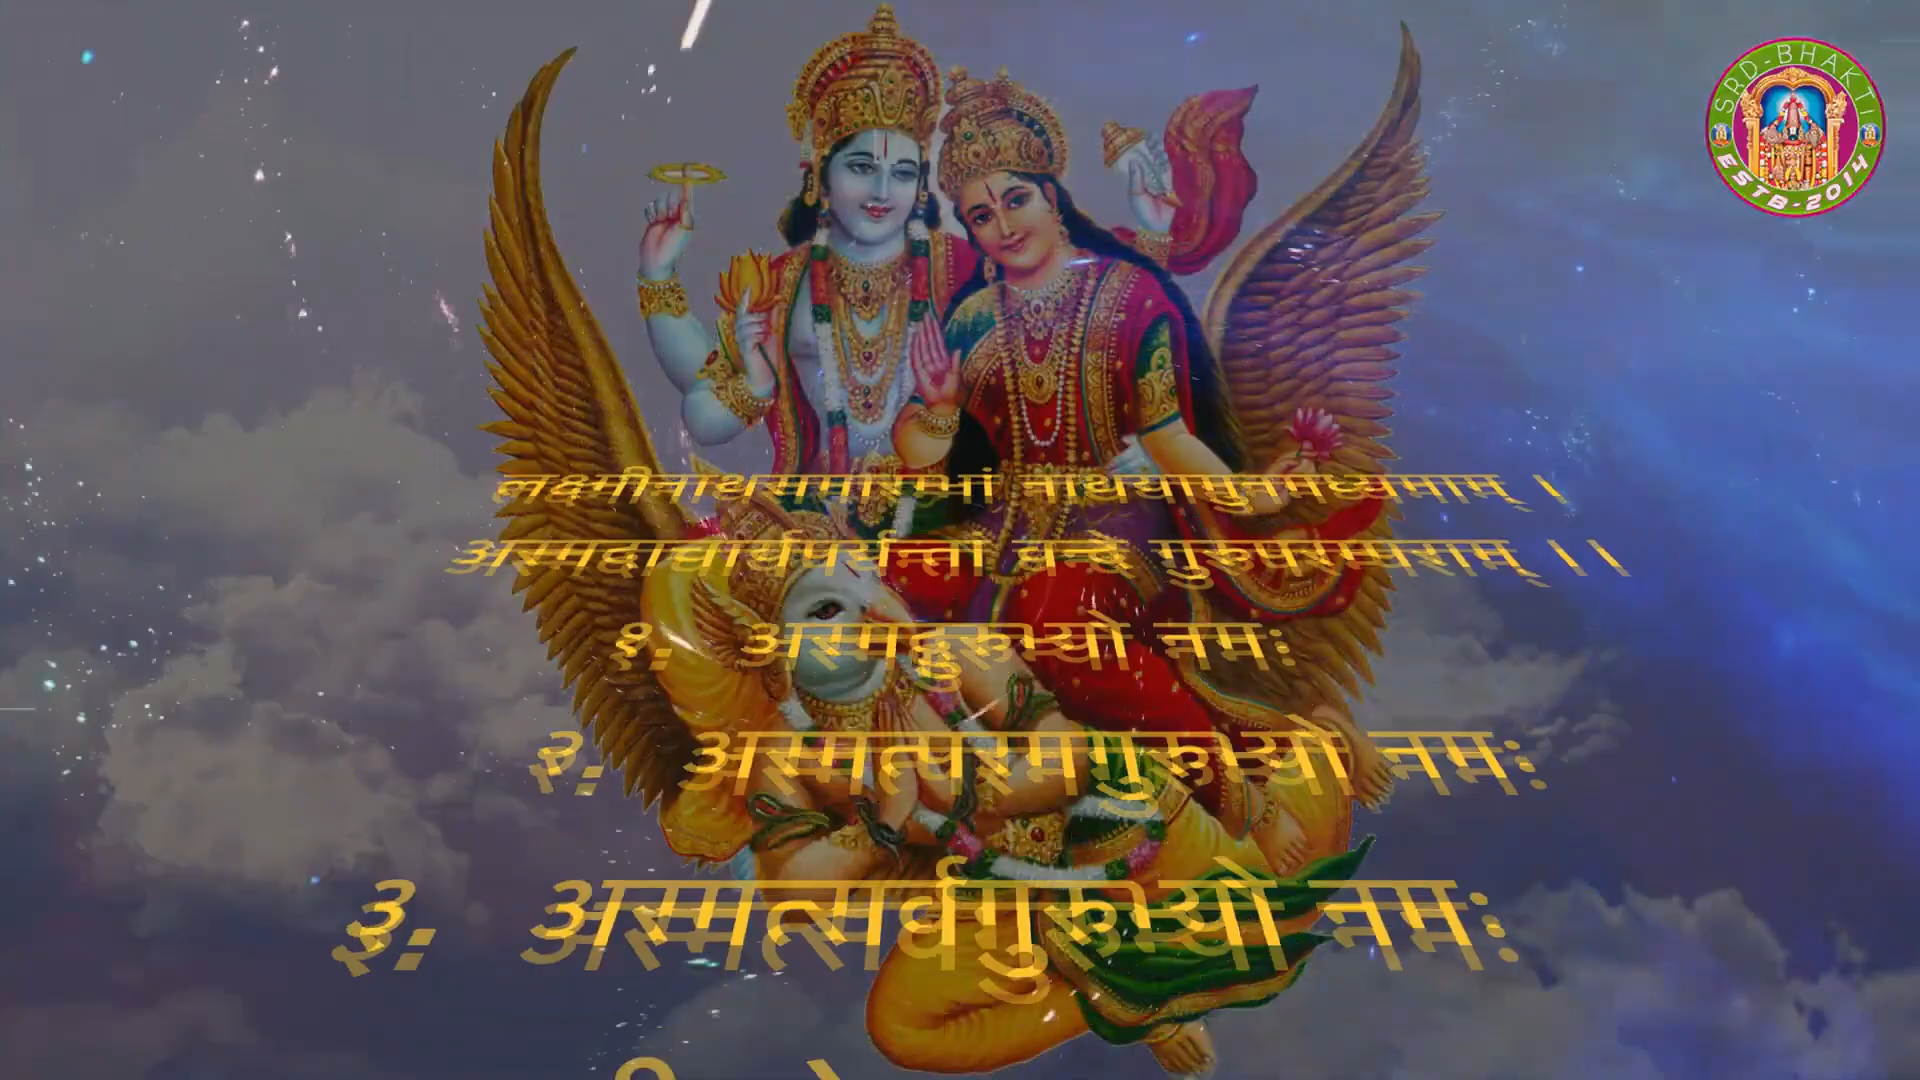 SRD-BHAKTI
ESTB-2014
लक्ष्मीनाथसमारम्भां नाथयामुनमध्यमाम् ।
अस्मदाचार्यपर्यन्तां वन्दे गुरुपरम्पराम् ।।
१. अस्मद्गुरुभ्यो नमः
२. अस्मत्परमगुरुभ्यो नमः
३. अस्मत्सर्वगुरुभ्यो नमः